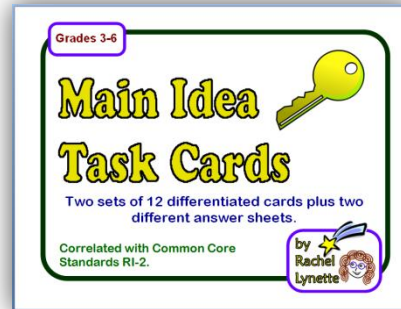 Grades 3-6
Main Idea
Task Cards
Two sets of 12 differentiated cards plus two
different answer sheets.
Correlated with Common Core
Standards RI-2.
by
Rachel
Lynette